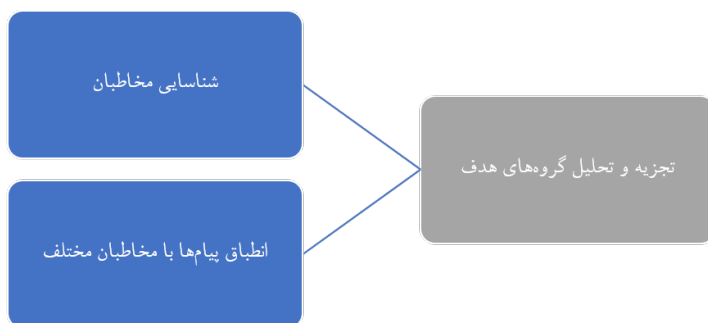 تجزیه و تحلیل گروه‌های هدف
شناسایی مخاطبان
انطباق پیام‌ها با مخاطبان مختلف